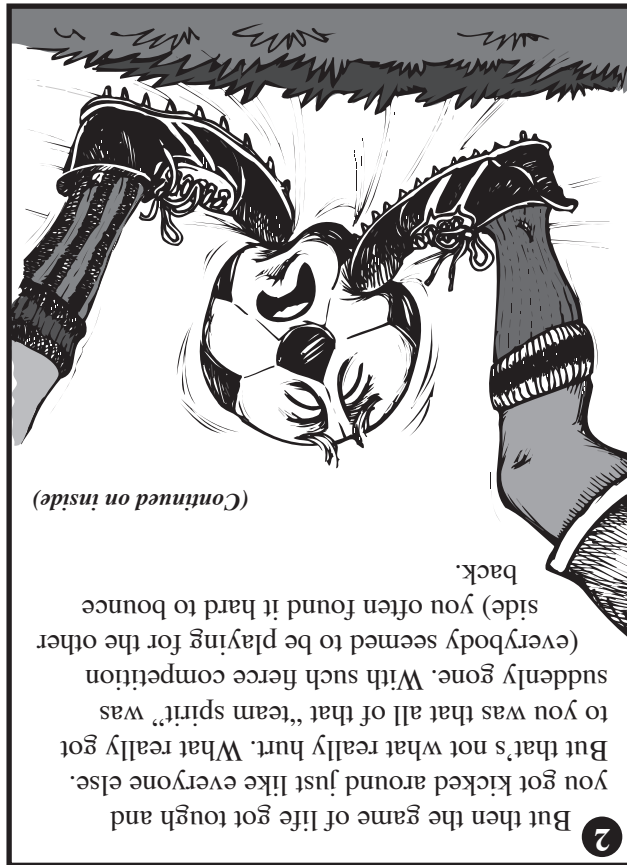 2
But then the game of life got tough and
you got kicked around just like everyone else.
But that’s not what really hurt. What really got
to you was that all of that “team spirit” was
suddenly gone. With such fierce competition
(everybody seemed to be playing for the other
side) you often found it hard to bounce
back.
(Continued on inside)